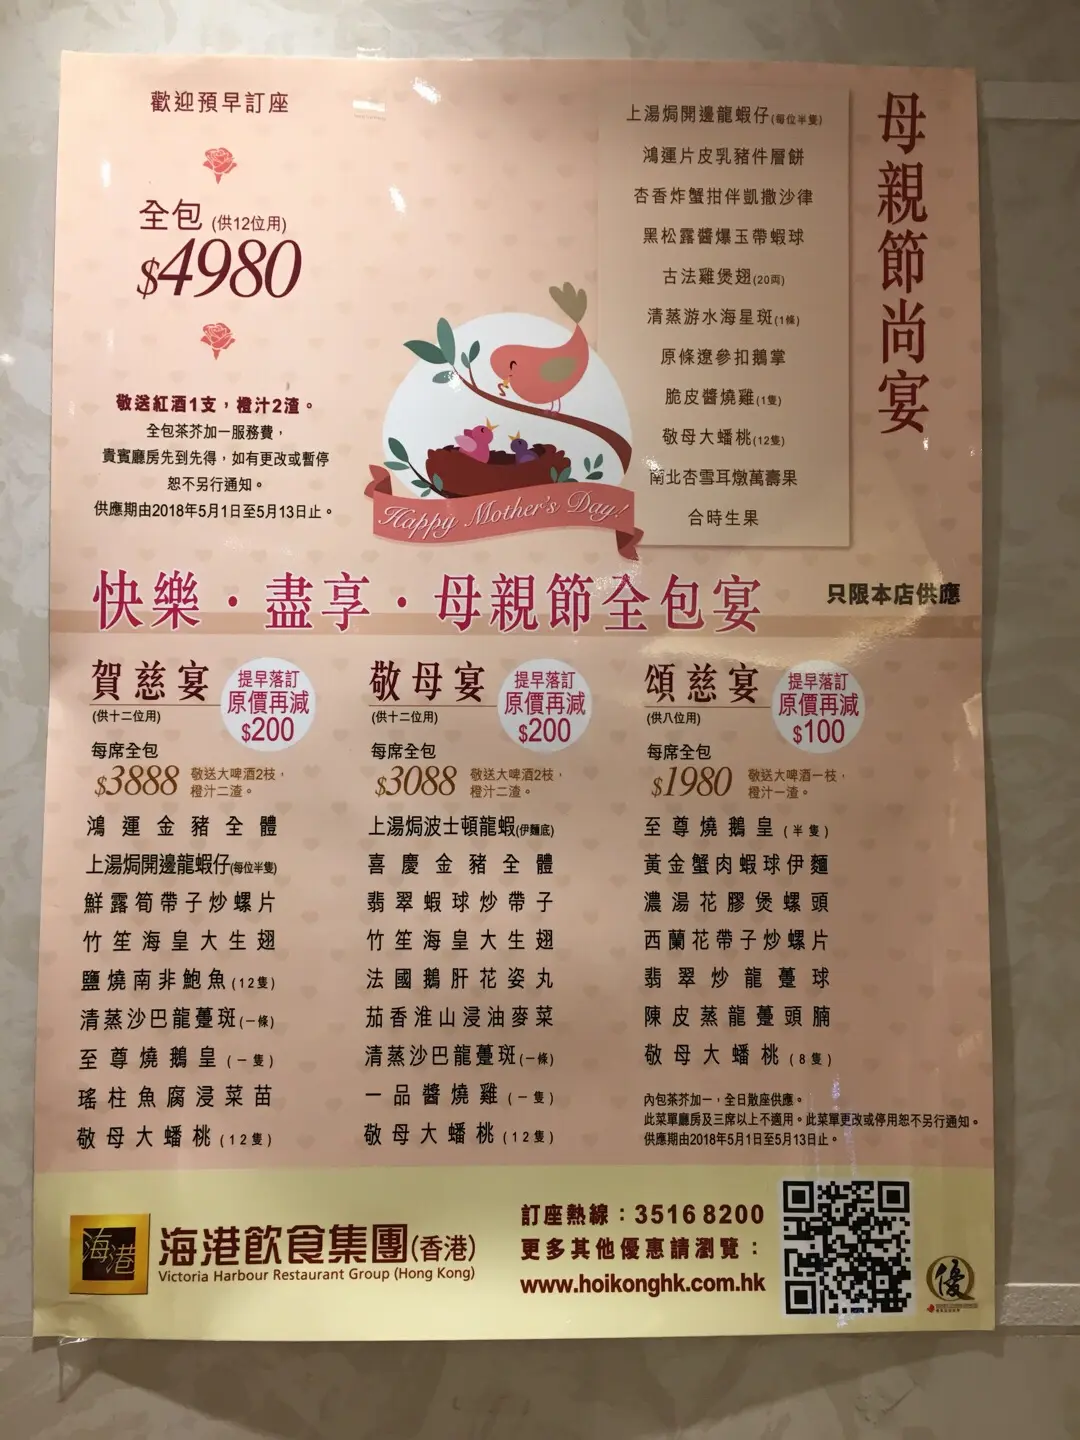 歡迎預早訂座
全包(供12位用)
$4980
敬送紅酒1支，橙汁2渣。
全包茶芥加一服務費，
貴賓廳房先到先得，如有更改或暫停
恕不另行通知。
供應期由2018年5月1日至5月13日止。
Happy Mother's Day!
母親節尚宴
上湯焗開邊龍蝦仔(每位半隻)
鴻運片皮乳豬件層餅
杏香炸蟹拑伴凱撒沙律
黑松露醬爆玉帶蝦球
古法雞煲翅(20両)
清蒸游水海星斑(1條)
原條遼參扣鵝掌
脆皮醬燒雞(1隻)
敬母大蟠桃(12隻)
南北杏雪耳燉萬壽果
合時生果
快樂·盡享·母親節全包宴
只限本店供應
賀慈宴
(供十二位用)
提早落訂
原價再減
$200
每席全包
$3888
敬送大啤酒2枝，
橙汁二渣。
鴻運金豬全體
上湯焗開邊龍蝦仔(每位半隻)
鮮露筍帶子炒螺片
竹笙海皇大生翅
鹽燒南非鮑魚(12隻)
清蒸沙巴龍躉斑(一條)
至尊燒鵝皇(一隻)
瑤柱魚腐浸菜苗
敬母大蟠桃(12隻)
敬母宴
(供十二位用)
提早落訂
原價再減
$200
每席全包
$3088
敬送大啤酒2枝，
橙汁二渣。
上湯焗波士頓龍蝦(伊麵底)
喜慶金豬全體
翡翠蝦球炒帶子
竹笙海皇大生翅
法國鵝肝花姿丸
茄香淮山浸油麥菜
清蒸沙巴龍躉斑(一條)
一品醬燒雞(一隻)
敬母大蟠桃(12隻)
頌慈宴
(供八位用)
提早落訂
原價再減
$100
每席全包
$1980
敬送大啤酒一枝，
橙汁一渣。
至尊燒鵝皇(半隻)
黃金蟹肉蝦球伊麵
濃湯花膠煲螺頭
西蘭花帶子炒螺片
翡翠炒龍躉球
陳皮蒸龍躉頭腩
敬母大蟠桃(8隻)
內包茶芥加一，全日散座供應。
此菜單廳房及三席以上不適用。此菜單更改或停用恕不另行通知。
供應期由2018年5月1日至5月13日止。
海港
海港飲食集團(香港)
Victoria Harbour Restaurant Group (Hong Kong)
訂座熱線：3516 8200
更多其他優惠請瀏覽：
www.hoikonghk.com.hk
優